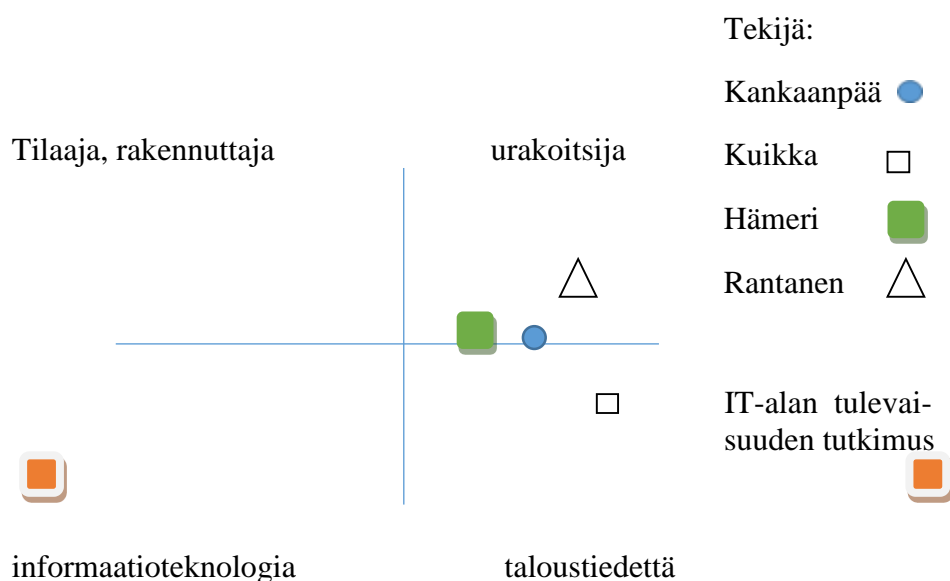 Tekijä:
Kankaanpää
Tilaaja, rakennuttaja urakoitsija
Kuikka
Hämeri
Rantanen
IT-alan tulevai-
suuden tutkimus
informaatioteknologia taloustiedettä